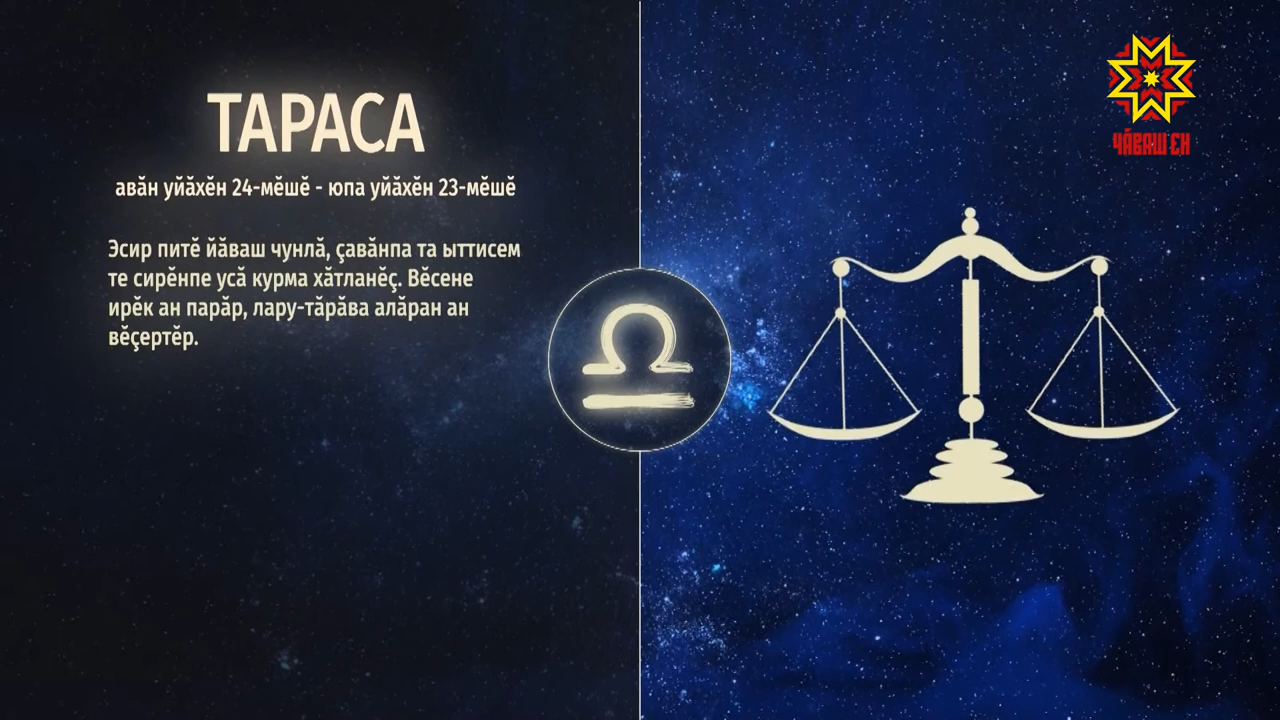 ТАРАСА
авӑн уйӑхӗн 24-мӗшӗ - юпа уйӑхӗн 23-мӗшӗ
Эсир питӗ йӑваш чунлӑ, ҫавӑнпа та ыттисем
те сирӗнпе усӑ курма хӑтланӗҫ. Вӗсене
ирӗк ан парӑр, лару-тӑрӑва алӑран ан
вӗҫертӗр.
ЧӐВАШ ЕН